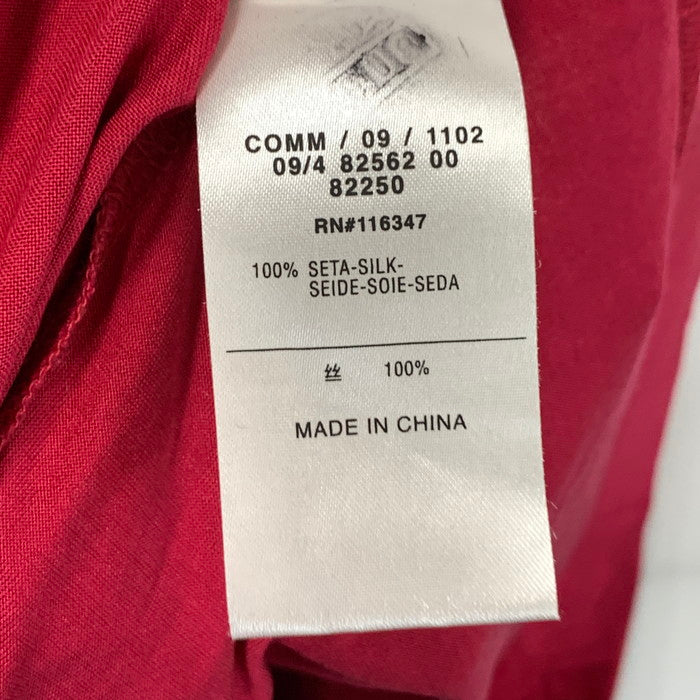 COMM / 09 / 1102
09/4 82562 00
82250
RN#116347
100% SETA-SILK-
SEIDE-SOIE-SEDA
丝 100%
MADE IN CHINA